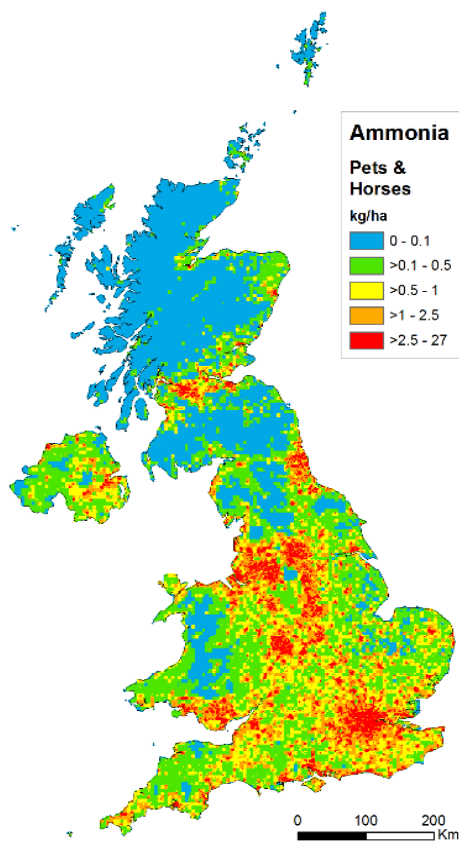 Ammonia
Pets &
Horses
kg/ha
0 - 0.1
>0.1 - 0.5
>0.5 - 1
>1 - 2.5
>2.5 - 27
0 100 200
Km